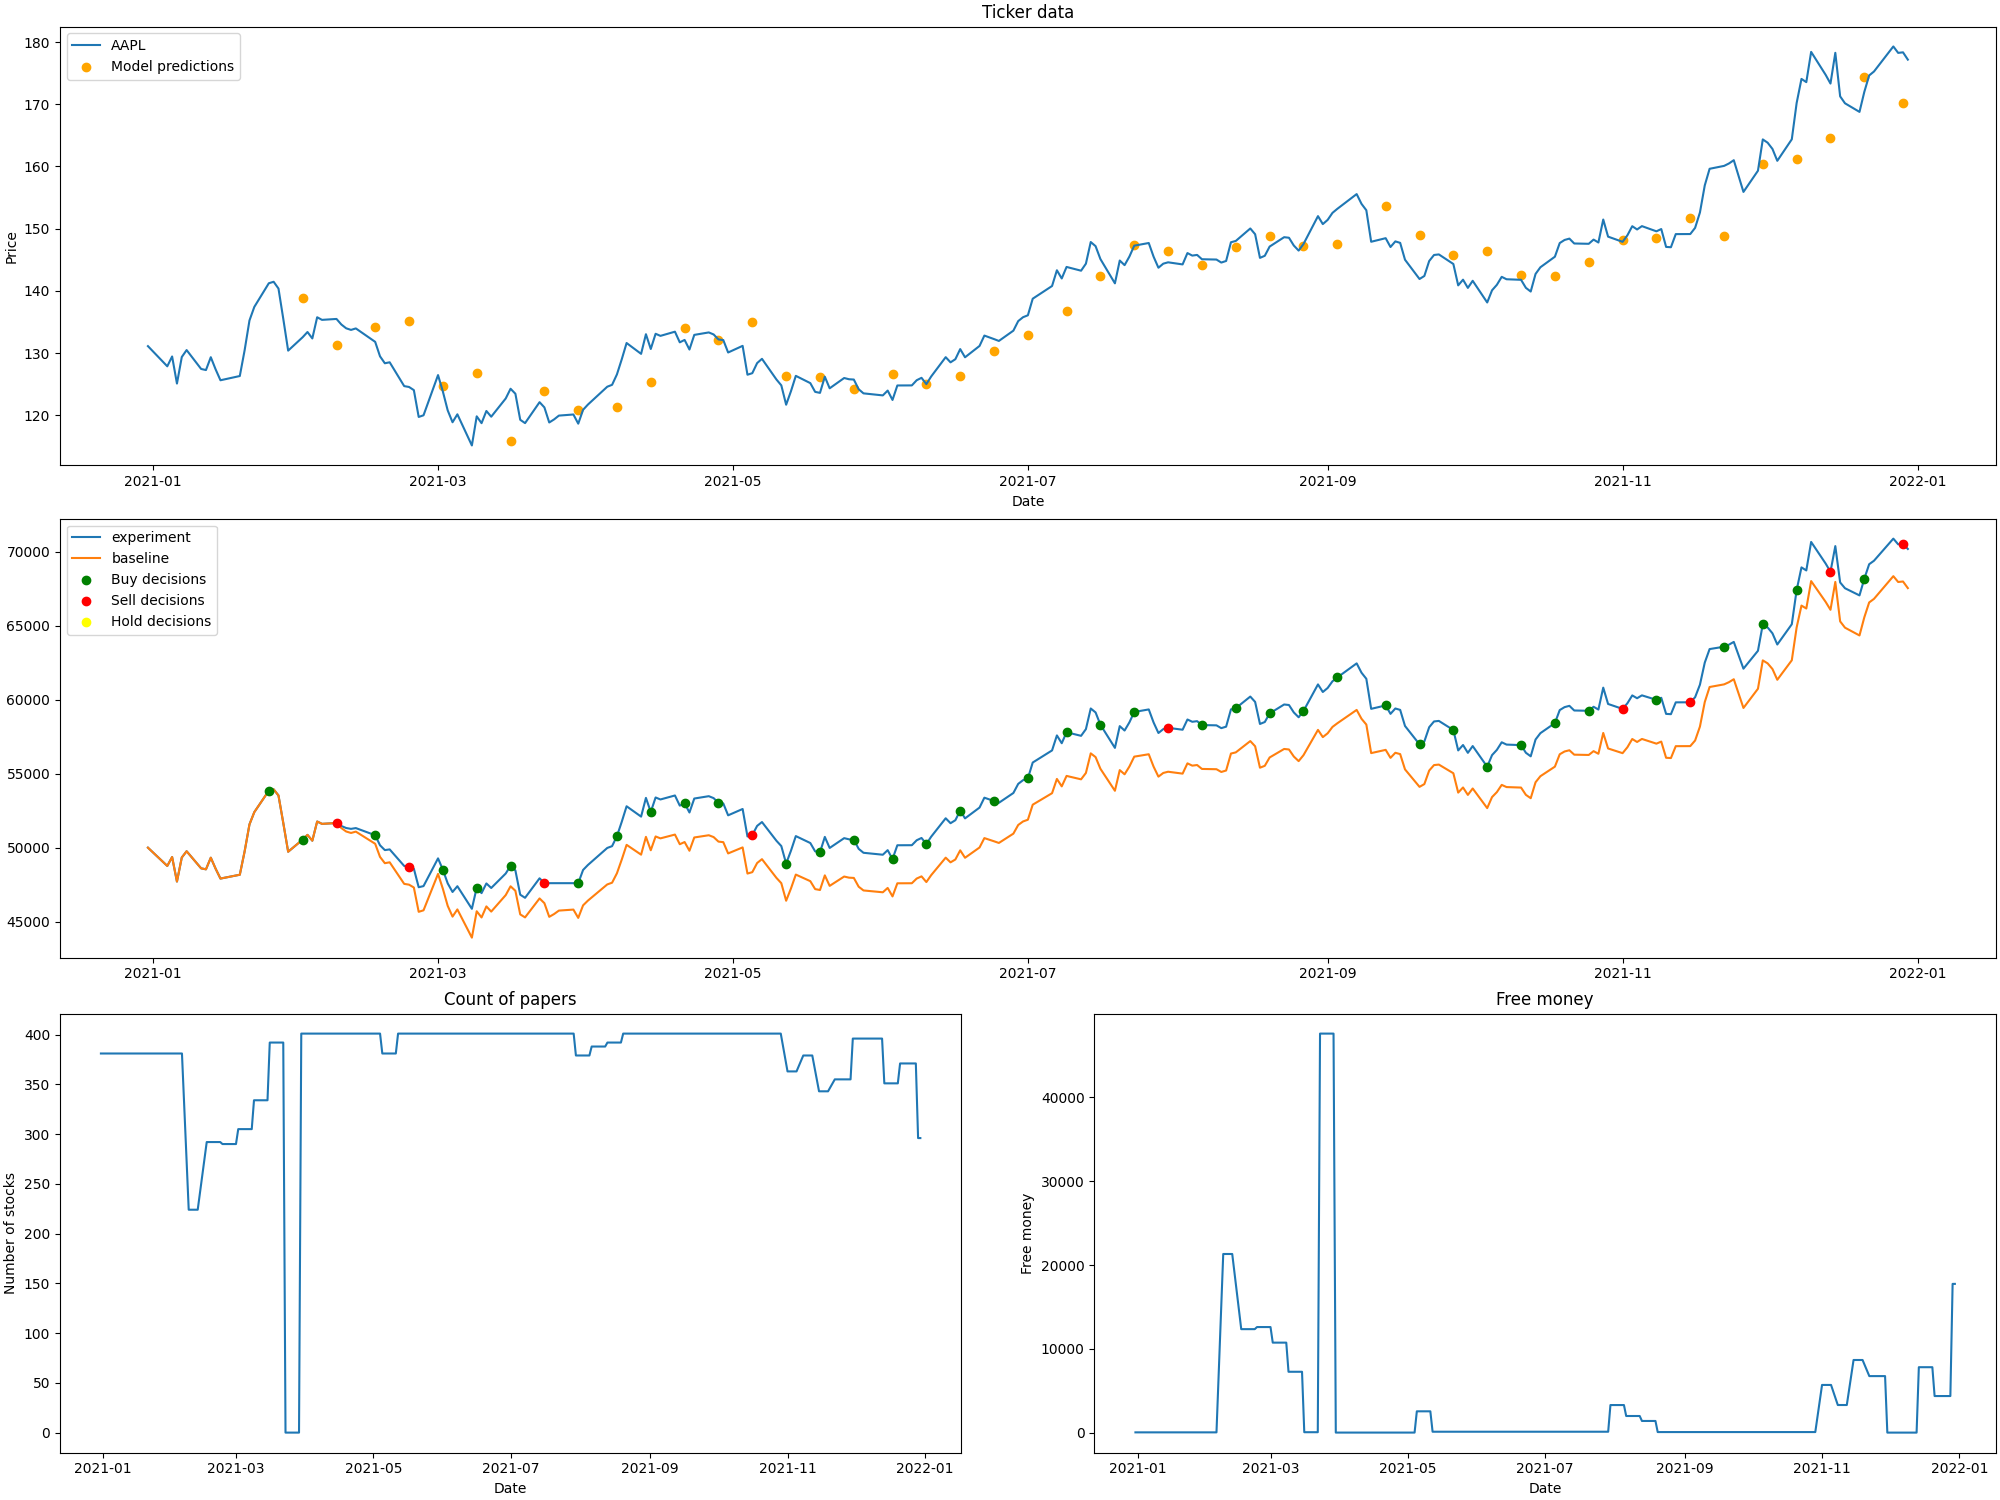 Ticker data
AAPL
Model predictions
180
170
160
150
140
130
120
Price
2021-01 2021-03 2021-05 2021-07 2021-09 2021-11 2022-01
Date
experiment
baseline
Buy decisions
Sell decisions
Hold decisions
70000
65000
60000
55000
50000
45000
2021-01 2021-03 2021-05 2021-07 2021-09 2021-11 2022-01
Count of papers
400
350
300
250
200
150
100
50
0
Number of stocks
2021-01 2021-03 2021-05 2021-07 2021-09 2021-11 2022-01
Date
Free money
40000
30000
20000
10000
0
Free money
2021-01 2021-03 2021-05 2021-07 2021-09 2021-11 2022-01
Date